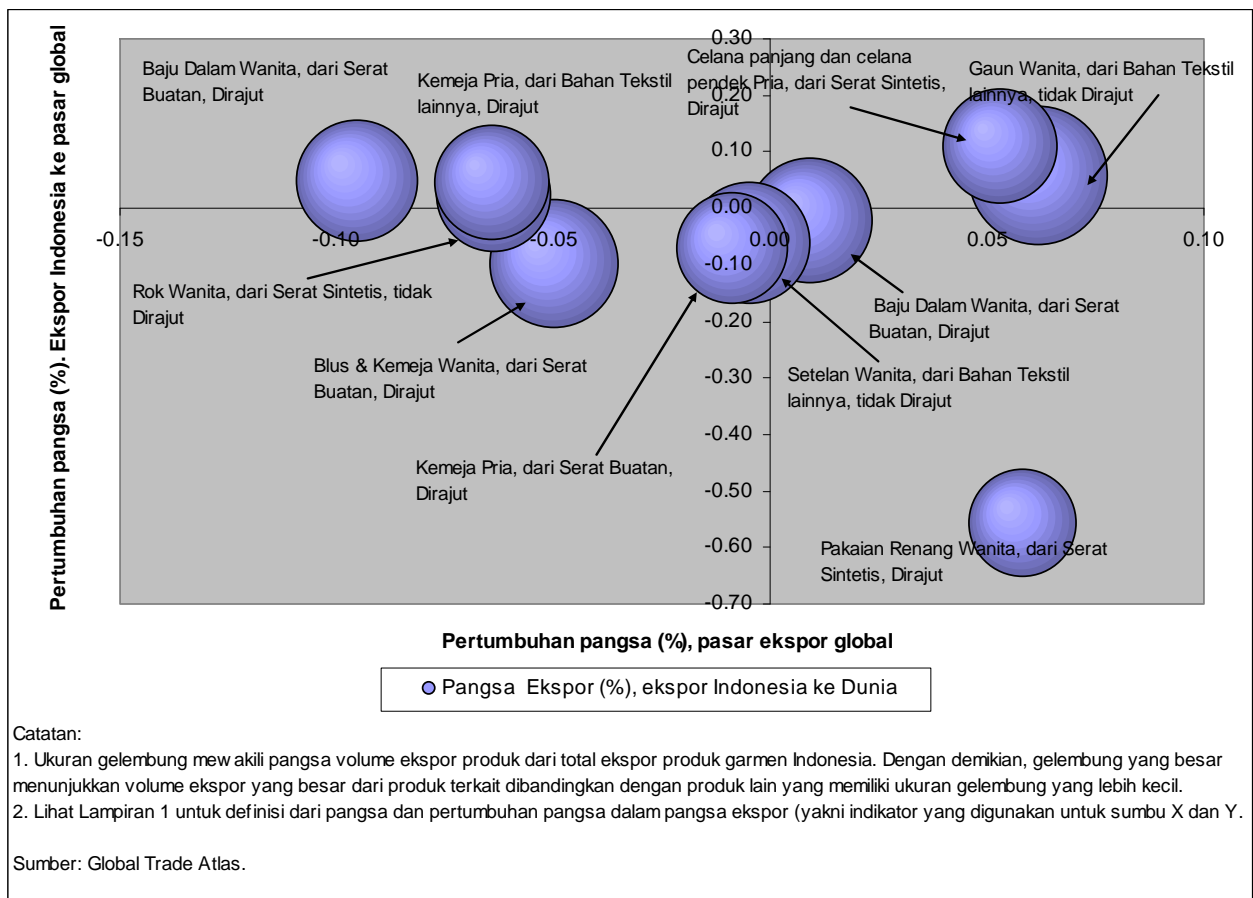 0.30
Baju Dalam Wanita, dari Serat
Buatan, Dirajut
Kemeja Pria, dari Bahan Tekstil
lainnya, Dirajut
Celana panjang dan celana
pendek Pria, dari Serat Sintetis,
Dirajut
Gaun Wanita, dari Bahan Tekstil
lainnya, tidak Dirajut
0.20
0.10
0.00
-0.15
-0.10
-0.05
0.00
0.05
0.10
-0.10
-0.20
-0.30
-0.40
-0.50
-0.60
-0.70
Rok Wanita, dari Serat Sintetis, tidak
Dirajut
Blus & Kemeja Wanita, dari Serat
Buatan, Dirajut
Kemeja Pria, dari Serat Buatan,
Dirajut
Baju Dalam Wanita, dari Serat
Buatan, Dirajut
Setelan Wanita, dari Bahan Tekstil
lainnya, tidak Dirajut
Pakaian Renang Wanita, dari Serat
Sintetis, Dirajut
Pertumbuhan pangsa (%). Ekspor Indonesia ke pasar global
Pertumbuhan pangsa (%), pasar ekspor global
Pangsa Ekspor (%), ekspor Indonesia ke Dunia
Catatan:
1. Ukuran gelembung mewakili pangsa volume ekspor produk dari total ekspor produk garmen Indonesia. Dengan demikian, gelembung yang besar
menunjukkan volume ekspor yang besar dari produk terkait dibandingkan dengan produk lain yang memiliki ukuran gelembung yang lebih kecil.
2. Lihat Lampiran 1 untuk definisi dari pangsa dan pertumbuhan pangsa dalam pangsa ekspor (yakni indikator yang digunakan untuk sumbu X dan Y.
Sumber: Global Trade Atlas.